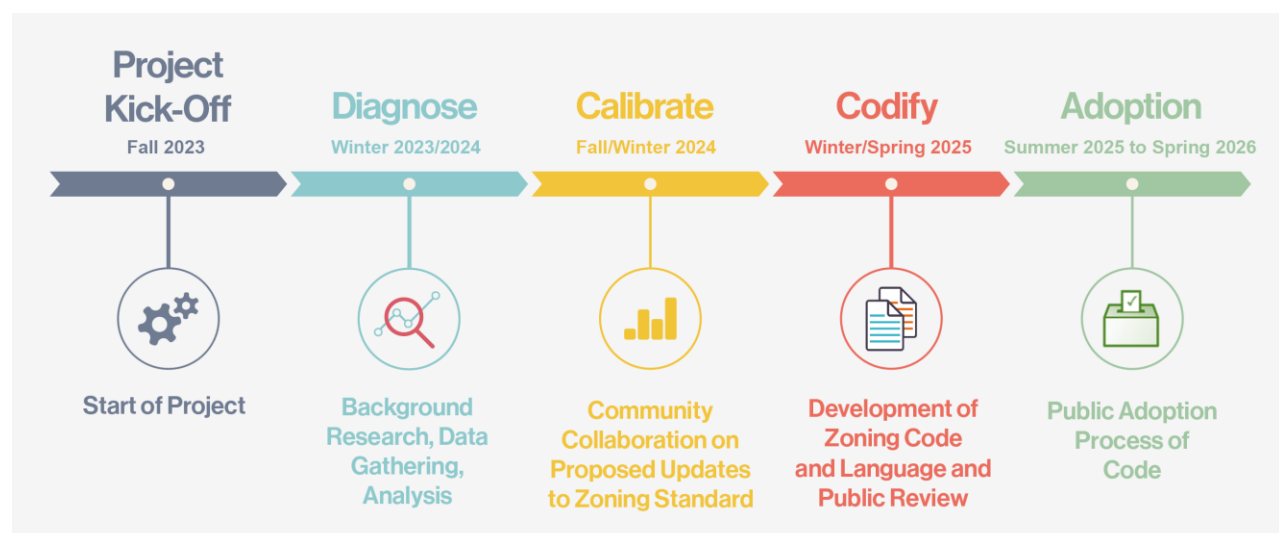 Project
Kick-Off
Fall 2023
Start of Project
Diagnose
Winter 2023/2024
Background
Research, Data
Gathering,
Analysis
Calibrate
Fall/Winter 2024
Community
Collaboration on
Proposed Updates
to Zoning Standard
Codify
Winter/Spring 2025
Development of
Zoning Code
and Language and
Public Review
Adoption
Summer 2025 to Spring 2026
Public Adoption
Process of
Code